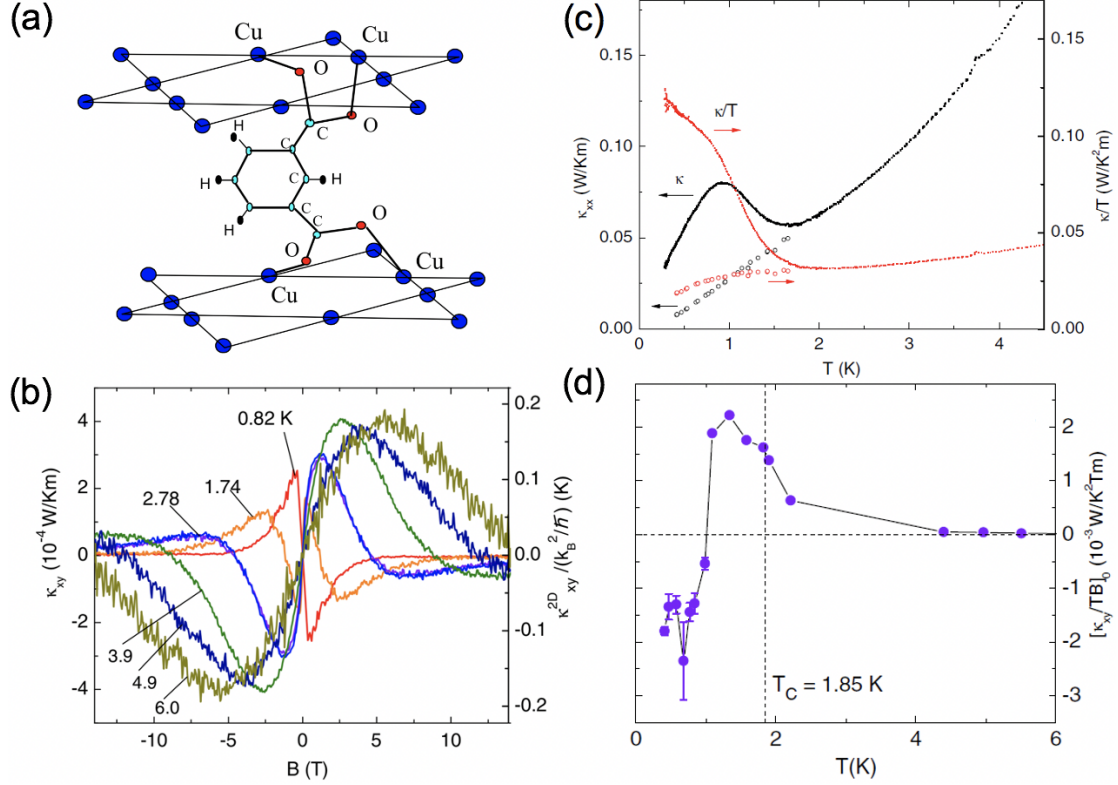 (a)
Cu
Cu
O
O
C
H
C
H
C
H
H
C
C
O
O
Cu
Cu
(b)
κxy (10⁻⁴ W/Km)
4
2
0
-2
-4
0.82 K
1.74
2.78
3.9
4.9
6.0
-10
-5
0
5
10
B (T)
0.2
0.1
0.0
-0.1
-0.2
κ²ᴰxy /(kB²/ℏ) (K)
(c)
κxx (W/Km)
0.15
0.10
0.05
0.00
κ/T
κ
0
1
2
3
4
T (K)
0.15
0.10
0.05
0.00
κ/T (W/K²m)
(d)
TC = 1.85 K
0
2
4
6
T(K)
2
1
0
-1
-2
-3
[κxy/TB]₀ (10⁻³ W/K²Tm)